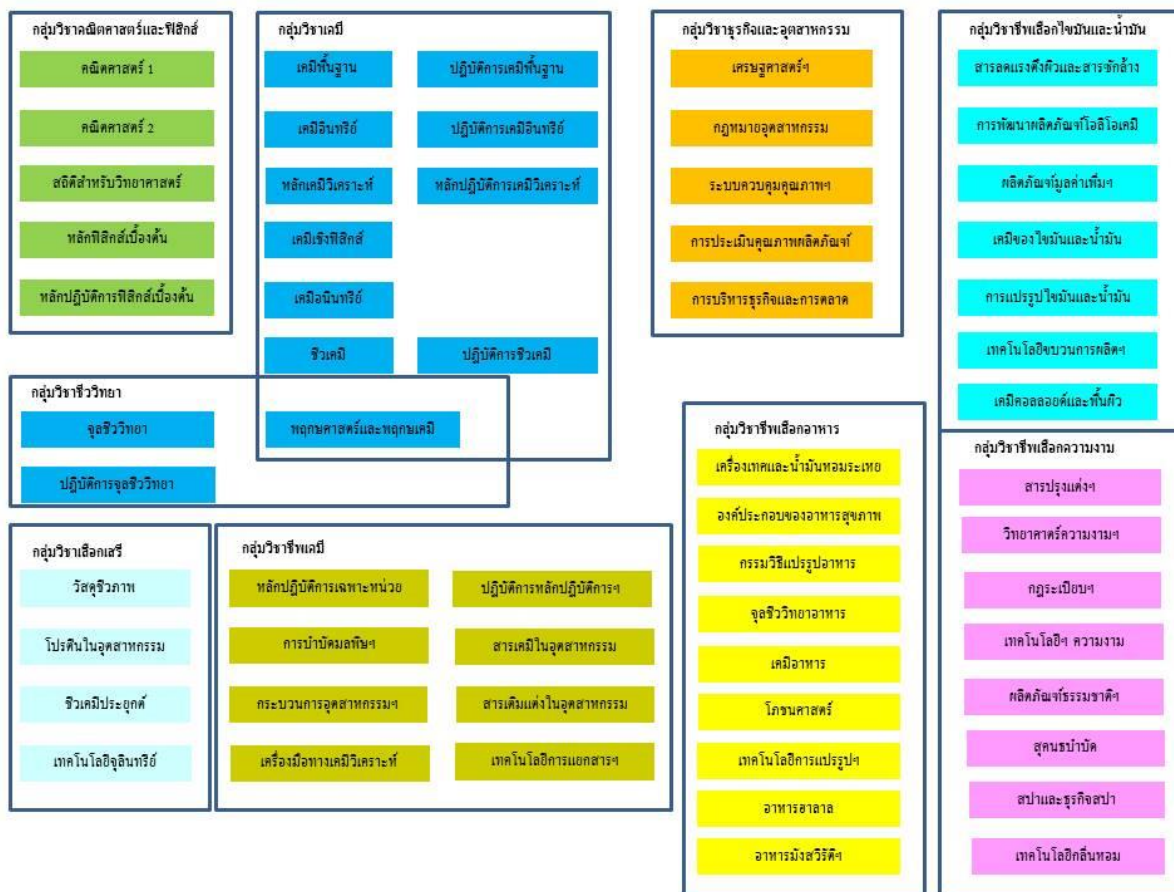 กลุ่มวิชาคณิตศาสตร์และฟิสิกส์
คณิตศาสตร์ 1
คณิตศาสตร์ 2
สถิติสำหรับวิทยาศาสตร์
หลักฟิสิกส์เบื้องต้น
หลักปฏิบัติการฟิสิกส์เบื้องต้น
กลุ่มวิชาเคมี
เคมีพื้นฐาน
ปฏิบัติการเคมีพื้นฐาน
เคมีอินทรีย์
ปฏิบัติการเคมีอินทรีย์
หลักเคมีวิเคราะห์
หลักปฏิบัติการเคมีวิเคราะห์
เคมีเชิงฟิสิกส์
เคมีอนินทรีย์
ชีวเคมี
ปฏิบัติการชีวเคมี
พฤกษศาสตร์และพฤกษเคมี
กลุ่มวิชาชีววิทยา
จุลชีววิทยา
ปฏิบัติการจุลชีววิทยา
กลุ่มวิชาธุรกิจและอุตสาหกรรม
เศรษฐศาสตร์ฯ
กฎหมายอุตสาหกรรม
ระบบควบคุมคุณภาพฯ
การประเมินคุณภาพผลิตภัณฑ์
การบริหารธุรกิจและการตลาด
กลุ่มวิชาชีพเลือกไขมันและน้ำมัน
สารลดแรงตึงผิวและสารซักล้าง
การพัฒนาผลิตภัณฑ์โอลิโอเคมี
ผลิตภัณฑ์มูลค่าเพิ่มฯ
เคมีของไขมันและน้ำมัน
การแปรรูปไขมันและน้ำมัน
เทคโนโลยีขบวนการผลิตฯ
เคมีคอลลอยด์และพื้นผิว
กลุ่มวิชาเลือกเสรี
วัสดุชีวภาพ
โปรตีนในอุตสาหกรรม
ชีวเคมีประยุกต์
เทคโนโลยีจุลินทรีย์
กลุ่มวิชาชีพเคมี
หลักปฏิบัติการเฉพาะหน่วย
ปฏิบัติการหลักปฏิบัติการฯ
การบำบัดมลพิษฯ
สารเคมีในอุตสาหกรรม
กระบวนการอุตสาหกรรมฯ
สารเติมแต่งในอุตสาหกรรม
เครื่องมือทางเคมีวิเคราะห์
เทคโนโลยีการแยกสารฯ
กลุ่มวิชาชีพเลือกอาหาร
เครื่องเทศและน้ำมันหอมระเหย
องค์ประกอบของอาหารสุขภาพ
กรรมวิธีแปรรูปอาหาร
จุลชีววิทยาอาหาร
เคมีอาหาร
โภชนศาสตร์
เทคโนโลยีการแปรรูปฯ
อาหารฮาลาล
อาหารมังสวิรัติฯ
กลุ่มวิชาชีพเลือกความงาม
สารปรุงแต่งฯ
วิทยาศาตร์ความงามฯ
กฎระเบียบฯ
เทคโนโลยีฯ ความงาม
ผลิตภัณฑ์ธรรมชาติฯ
สุคนธบำบัด
สปาและธุรกิจสปา
เทคโนโลยีกลิ่นหอม